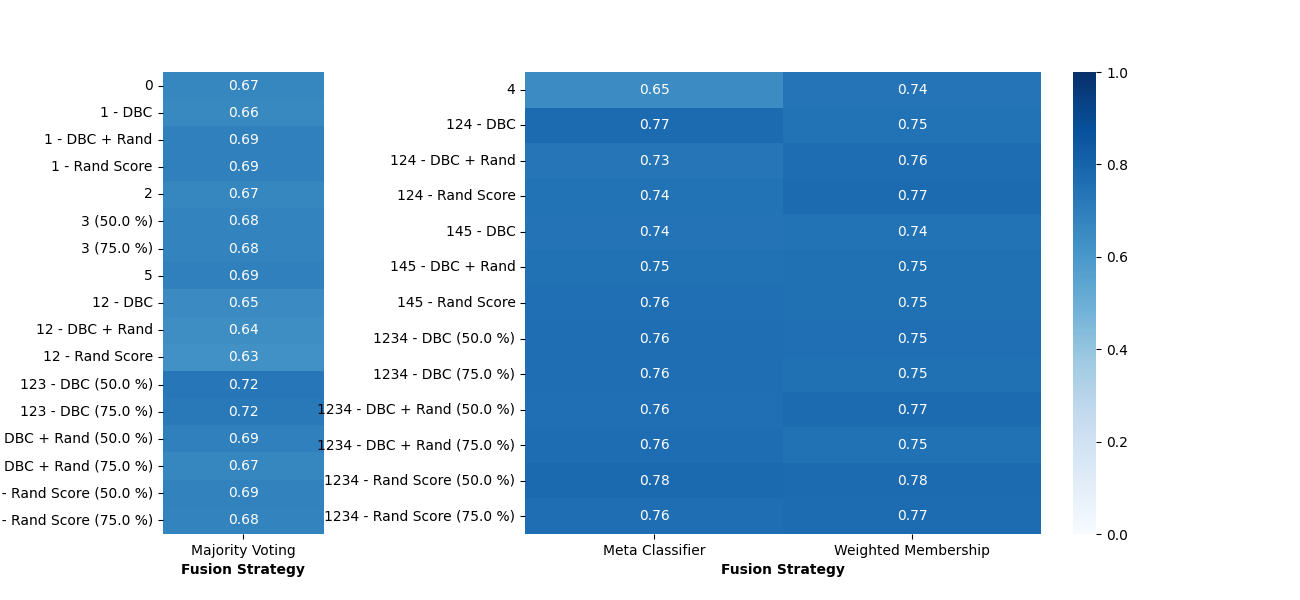 0 0.67
1 - DBC 0.66
1 - DBC + Rand 0.69
1 - Rand Score 0.69
2 0.67
3 (50.0 %) 0.68
3 (75.0 %) 0.68
5 0.69
12 - DBC 0.65
12 - DBC + Rand 0.64
12 - Rand Score 0.63
123 - DBC (50.0 %) 0.72
123 - DBC (75.0 %) 0.72
DBC + Rand (50.0 %) 0.69
DBC + Rand (75.0 %) 0.67
- Rand Score (50.0 %) 0.69
- Rand Score (75.0 %) 0.68
Majority Voting
Fusion Strategy
4 0.65 0.74
124 - DBC 0.77 0.75
124 - DBC + Rand 0.73 0.76
124 - Rand Score 0.74 0.77
145 - DBC 0.74 0.74
145 - DBC + Rand 0.75 0.75
145 - Rand Score 0.76 0.75
1234 - DBC (50.0 %) 0.76 0.75
1234 - DBC (75.0 %) 0.76 0.75
1234 - DBC + Rand (50.0 %) 0.76 0.77
1234 - DBC + Rand (75.0 %) 0.76 0.75
1234 - Rand Score (50.0 %) 0.78 0.78
1234 - Rand Score (75.0 %) 0.76 0.77
Meta Classifier Weighted Membership
Fusion Strategy
1.0
0.8
0.6
0.4
0.2
0.0